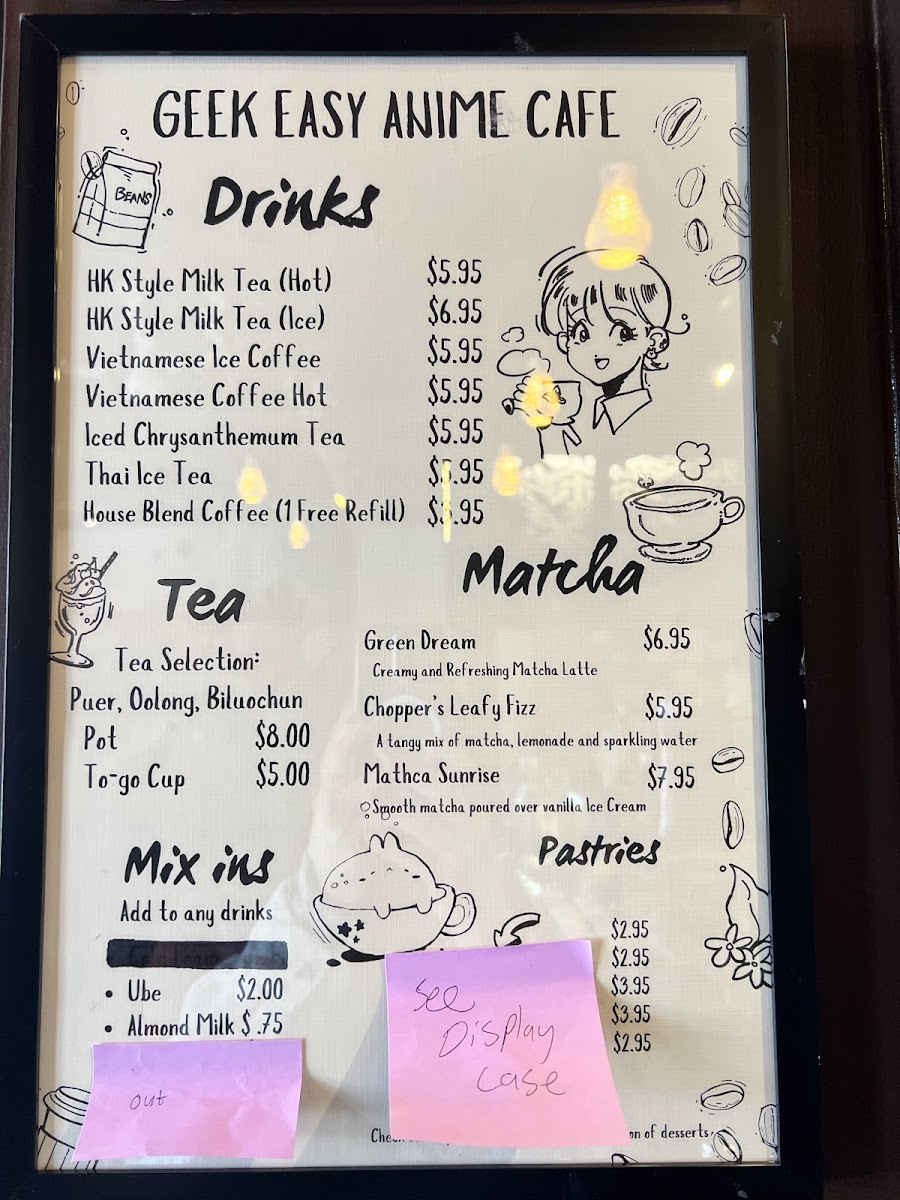 GEEK EASY ANIME CAFE
BEANS
Drinks
HK Style Milk Tea (Hot) $5.95
HK Style Milk Tea (Ice) $6.95
Vietnamese Ice Coffee $5.95
Vietnamese Coffee Hot $5.95
Iced Chrysanthemum Tea $5.95
Thai Ice Tea $5.95
House Blend Coffee (1 Free Refill)
Tea
Tea Selection:
Puer, Oolong, Biluochun
Pot $8.00
To-go Cup $5.00
Matcha
Green Dream $6.95
Creamy and Refreshing Matcha Latte
Chopper's Leafy Fizz $5.95
A tangy mix of matcha, lemonade and sparkling water
Mathca Sunrise $7.95
Smooth matcha poured over vanilla Ice Cream
Mix ins
Add to any drinks
• Ube $2.00
• Almond Milk $.75
out
Pastries
$2.95
$2.95
$3.95
$3.95
$2.95
See
Display
case
on of desserts